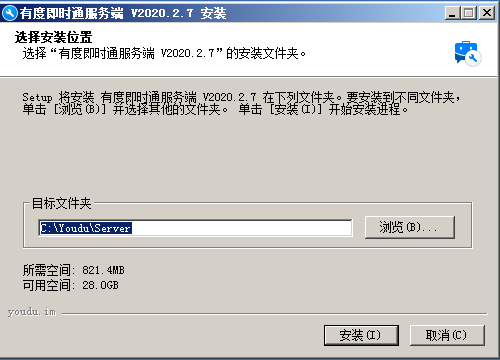 有度即时通服务端 V2020.2.7 安装
选择安装位置
选择“有度即时通服务端 V2020.2.7”的安装文件夹。
Setup 将安装 有度即时通服务端 V2020.2.7 在下列文件夹。要安装到不同文件夹，
单击 [浏览(B)] 并选择其他的文件夹。 单击 [安装(I)] 开始安装进程。
目标文件夹
C:\Youdu\Server
浏览(B)...
所需空间: 821.4MB
可用空间: 28.0GB
youdu.im
安装(I)
取消(C)